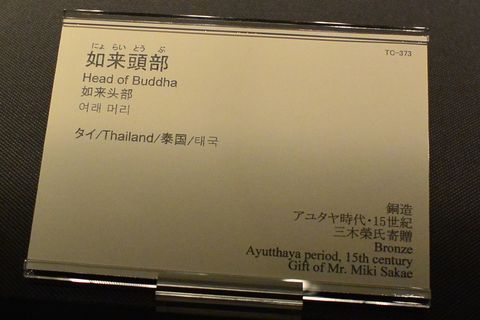 TC-373
にょ らい とう ぶ
如来頭部
Head of Buddha
如来头部
여래 머리
タイ/Thailand/泰国/태국
銅造
アユタヤ時代・15世紀
三木榮氏寄贈
Bronze
Ayutthaya period, 15th century
Gift of Mr. Miki Sakae